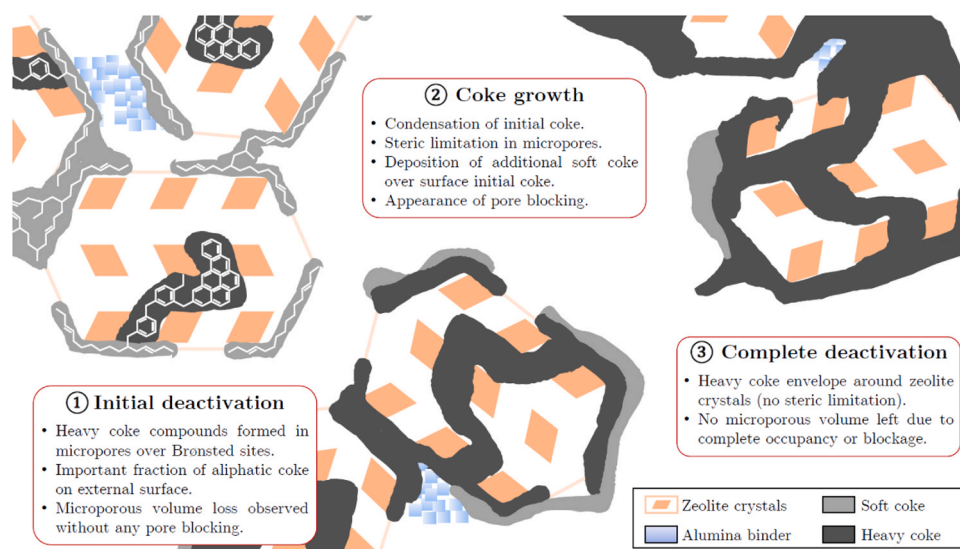 ② Coke growth
• Condensation of initial coke.
• Steric limitation in micropores.
• Deposition of additional soft coke
over surface initial coke.
• Appearance of pore blocking.
③ Complete deactivation
• Heavy coke envelope around zeolite
crystals (no steric limitation).
• No microporous volume left due to
complete occupancy or blockage.
① Initial deactivation
• Heavy coke compounds formed in
micropores over Brønsted sites.
• Important fraction of aliphatic coke
on external surface.
• Microporous volume loss observed
without any pore blocking.
Zeolite crystals
Soft coke
Alumina binder
Heavy coke